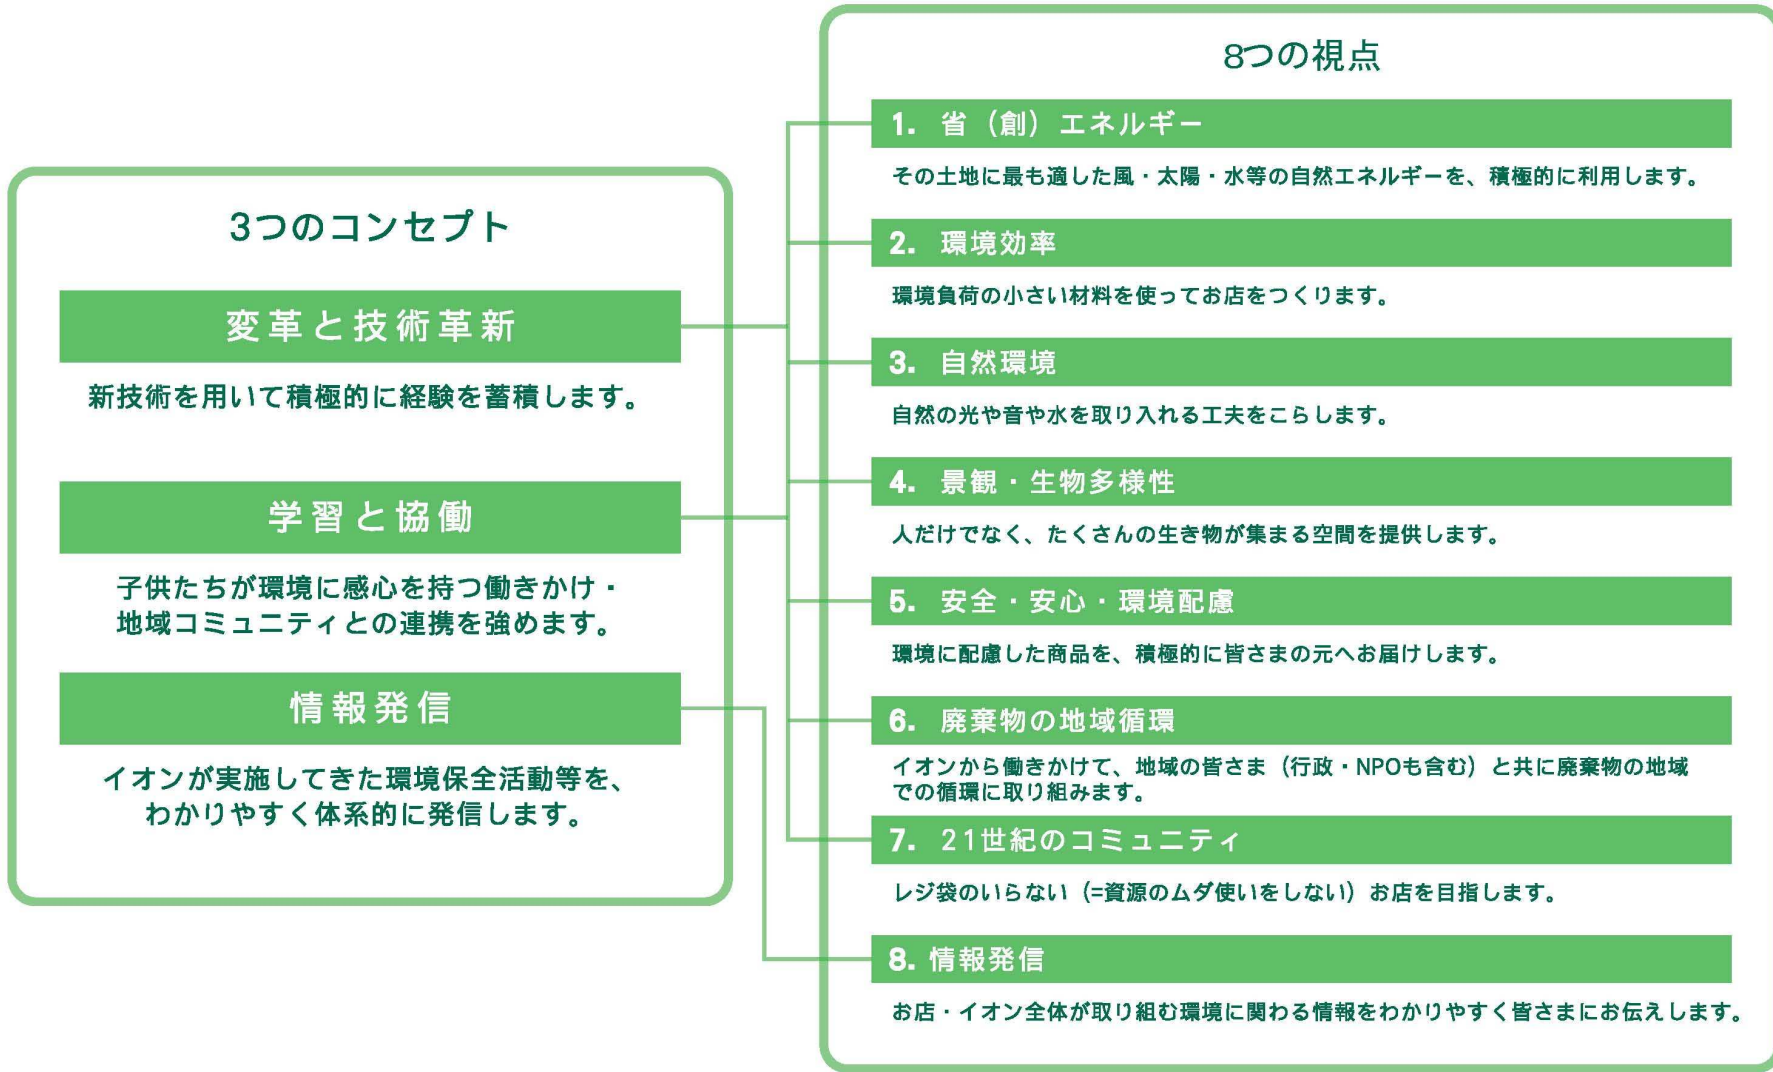 3つのコンセプト
変革と技術革新
新技術を用いて積極的に経験を蓄積します。
学習と協働
子供たちが環境に感心を持つ働きかけ・
地域コミュニティとの連携を強めます。
情報発信
イオンが実施してきた環境保全活動等を、
わかりやすく体系的に発信します。
8つの視点
1. 省（創）エネルギー
その土地に最も適した風・太陽・水等の自然エネルギーを、積極的に利用します。
2. 環境効率
環境負荷の小さい材料を使ってお店をつくります。
3. 自然環境
自然の光や音や水を取り入れる工夫をこらします。
4. 景観・生物多様性
人だけでなく、たくさんの生き物が集まる空間を提供します。
5. 安全・安心・環境配慮
環境に配慮した商品を、積極的に皆さまの元へお届けします。
6. 廃棄物の地域循環
イオンから働きかけて、地域の皆さま（行政・NPOも含む）と共に廃棄物の地域
での循環に取り組みます。
7. 21世紀のコミュニティ
レジ袋のいらない（=資源のムダ使いをしない）お店を目指します。
8. 情報発信
お店・イオン全体が取り組む環境に関わる情報をわかりやすく皆さまにお伝えします。